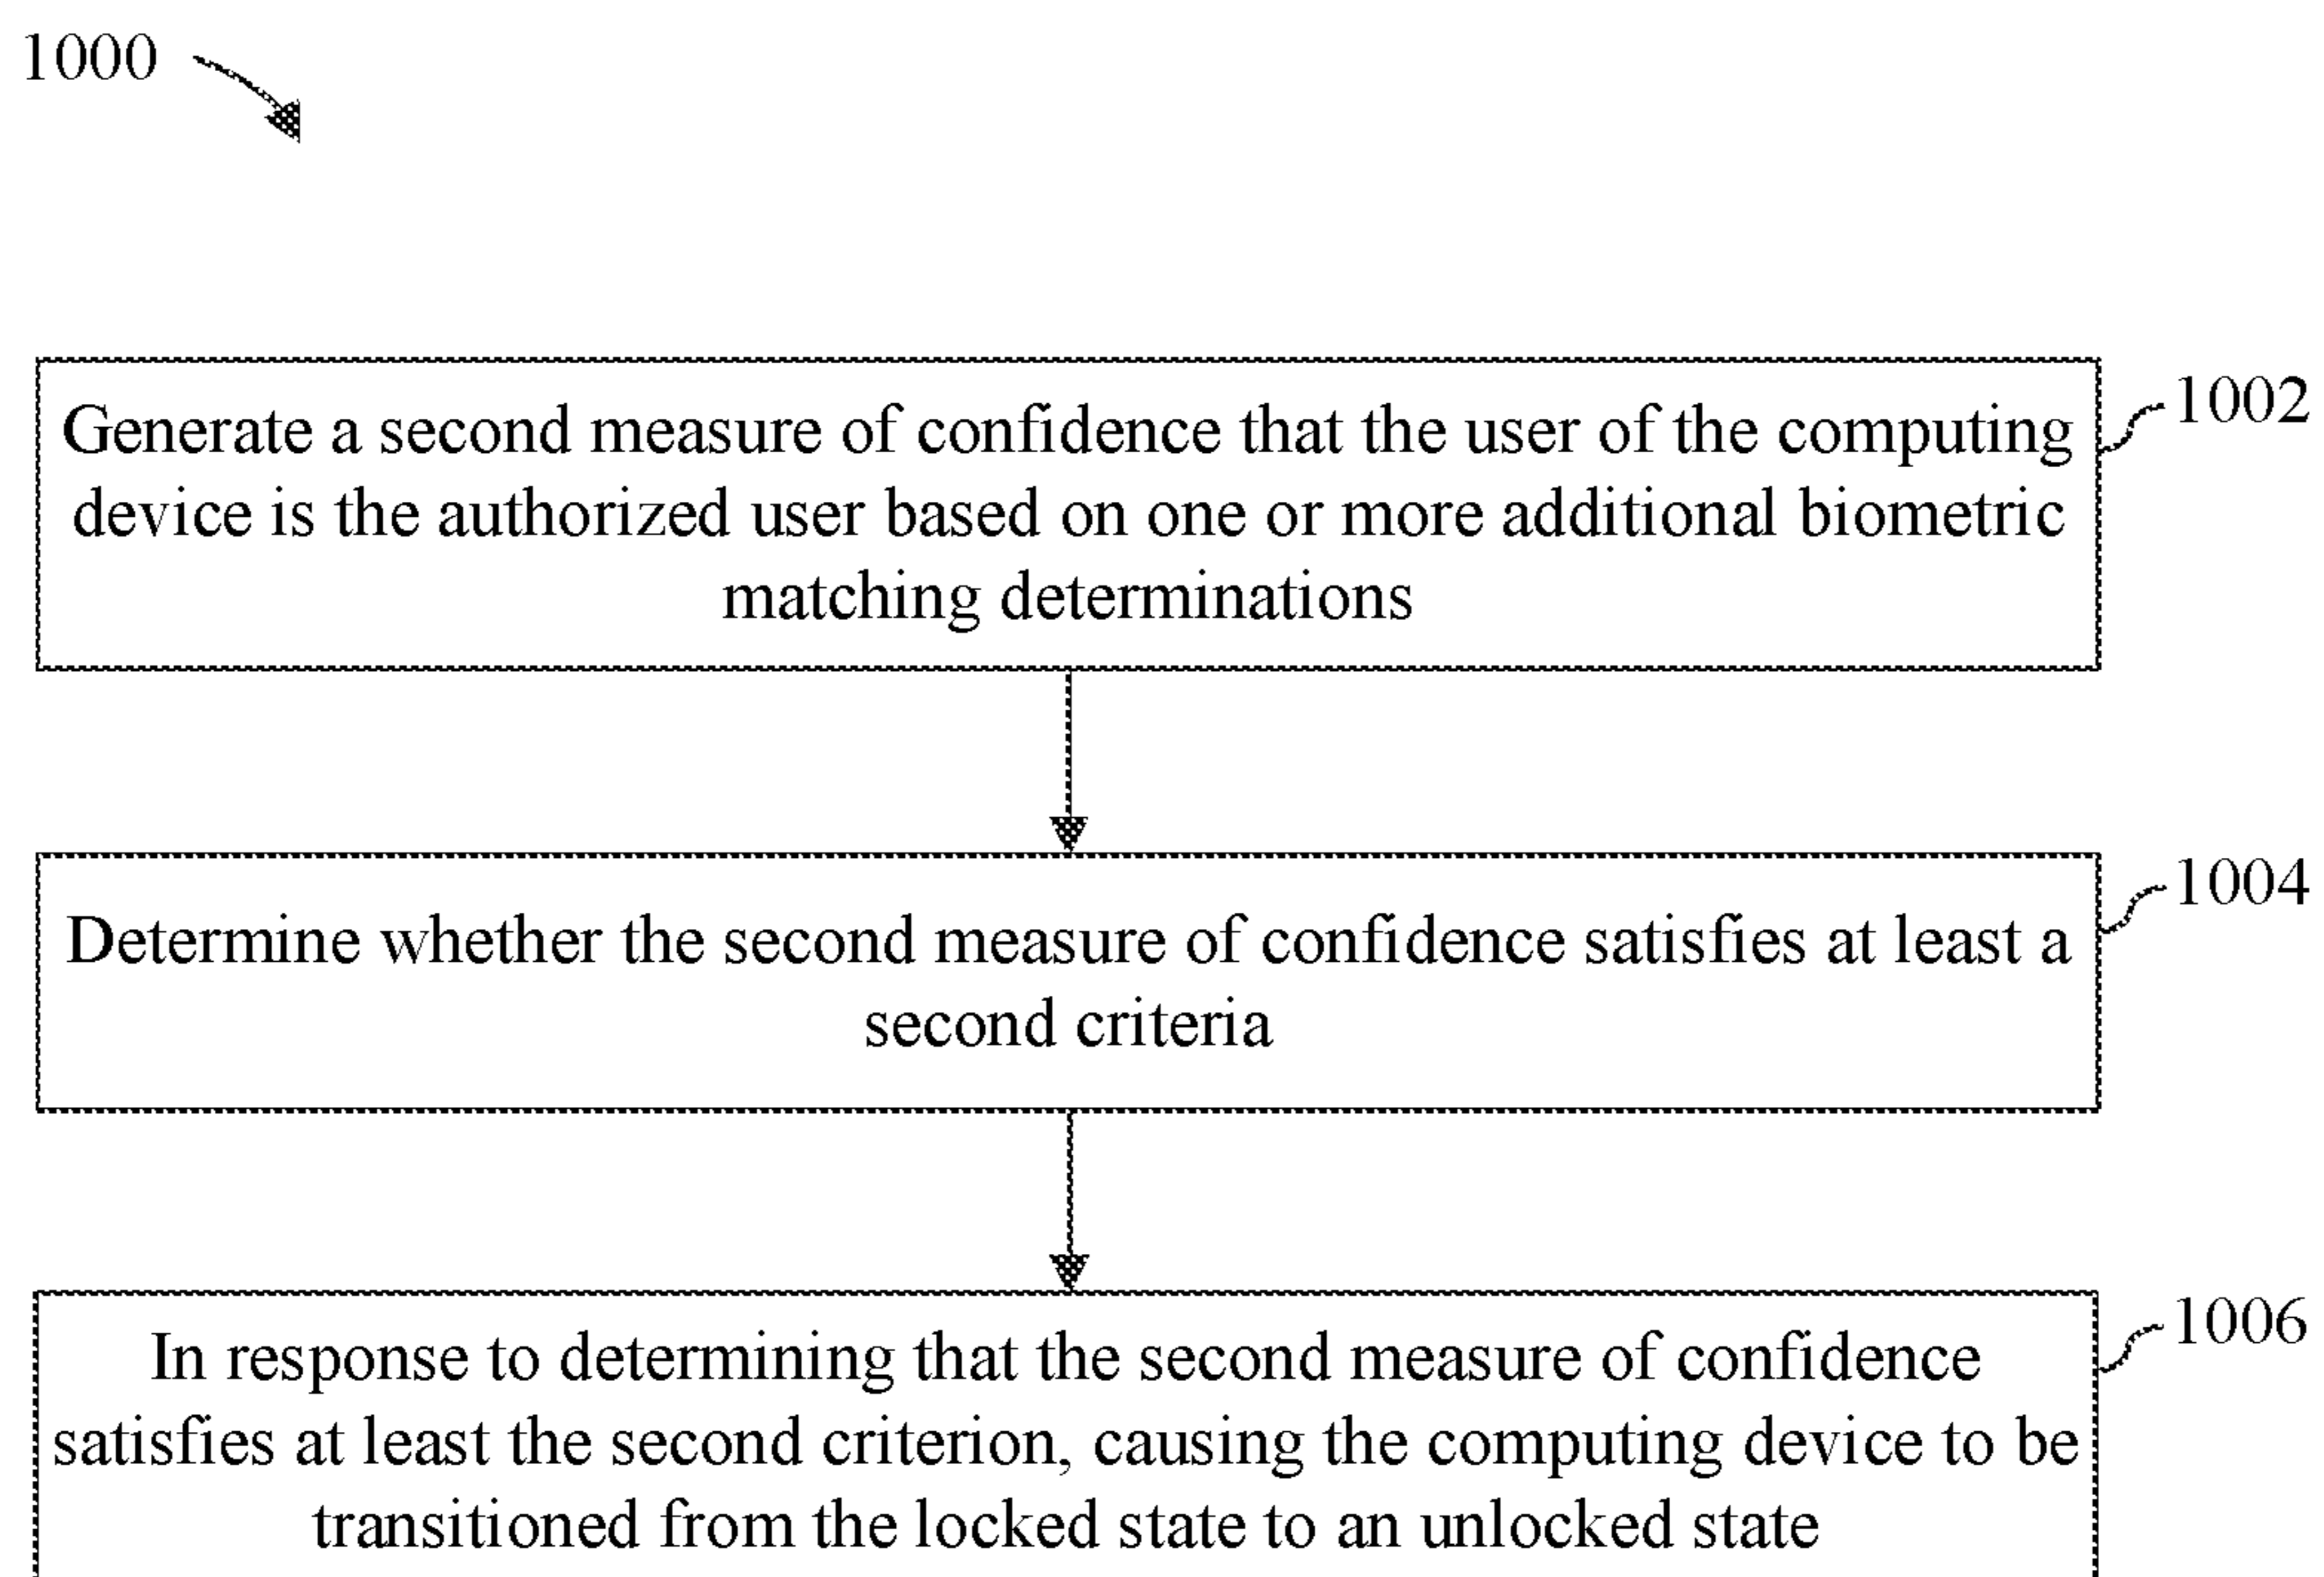 1000
Generate a second measure of confidence that the user of the computing
1002
device is the authorized user based on one or more additional biometric
matching determinations
Determine whether the second measure of confidence satisfies at least a
1004
second criteria
In response to determining that the second measure of confidence
1006
satisfies at least the second criterion, causing the computing device to be
transitioned from the locked state to an unlocked state